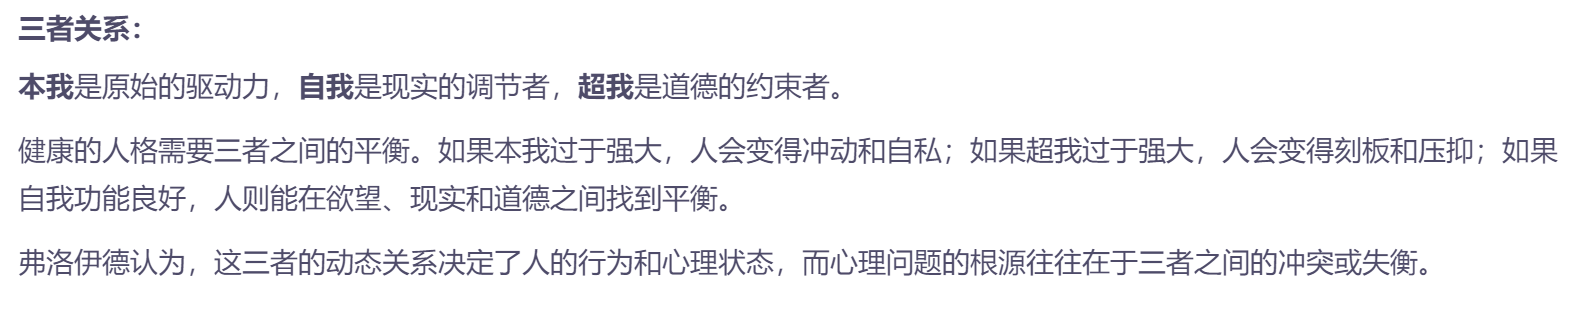 三者关系：
本我是原始的驱动力，自我是现实的调节者，超我是道德的约束者。
健康的人格需要三者之间的平衡。如果本我过于强大，人会变得冲动和自私；如果超我过于强大，人会变得刻板和压抑；如果
自我功能良好，人则能在欲望、现实和道德之间找到平衡。
弗洛伊德认为，这三者的动态关系决定了人的行为和心理状态，而心理问题的根源往往在于三者之间的冲突或失衡。